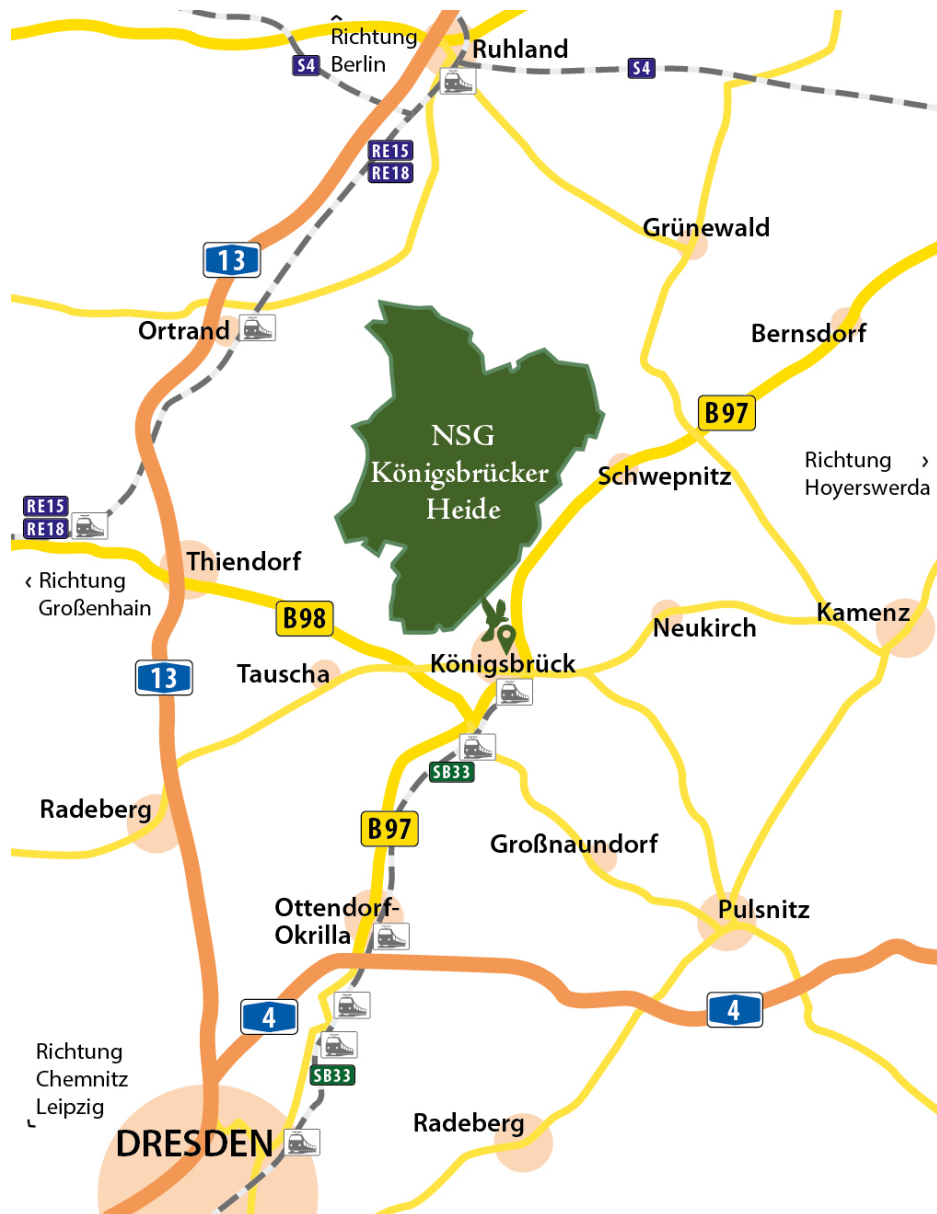 Richtung
Berlin
Ruhland
S4
S4
RE15
RE18
Grünewald
13
Ortrand
Bernsdorf
B97
NSG
Königsbrücker
Heide
Schwepnitz
Richtung ›
Hoyerswerda
RE15
RE18
Thiendorf
‹ Richtung
Großenhain
B98
Kamenz
Neukirch
Königsbrück
Tauscha
13
SB33
Radeberg
B97
Großnaundorf
Ottendorf-
Okrilla
Pulsnitz
4
4
Richtung
Chemnitz
Leipzig
SB33
Radeberg
DRESDEN